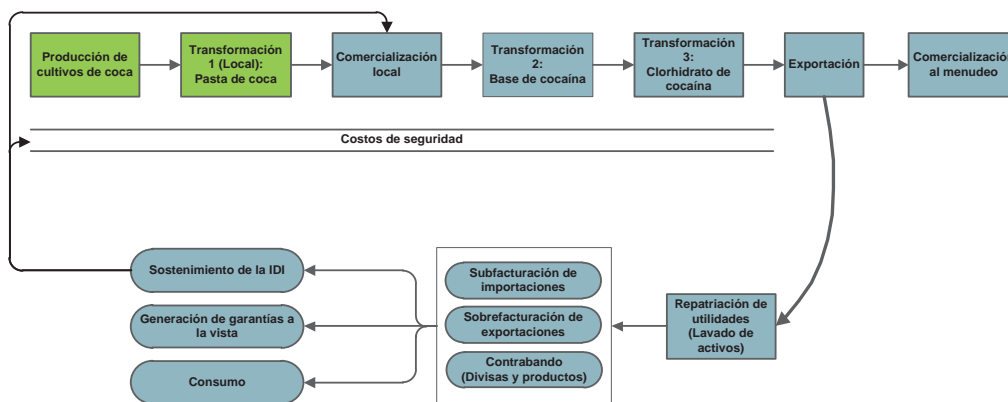 Producción de
cultivos de coca
Transformación
1 (Local):
Pasta de coca
Comercialización
local
Transformación
2:
Base de cocaína
Transformación
3:
Clorhidrato de
cocaína
Exportación
Comercialización
al menudeo
Costos de seguridad
Sostenimiento de la IDI
Generación de garantías a
la vista
Consumo
Subfacturación de
importaciones
Sobrefacturación de
exportaciones
Contrabando
(Divisas y productos)
Repatriación de
utilidades
(Lavado de
activos)